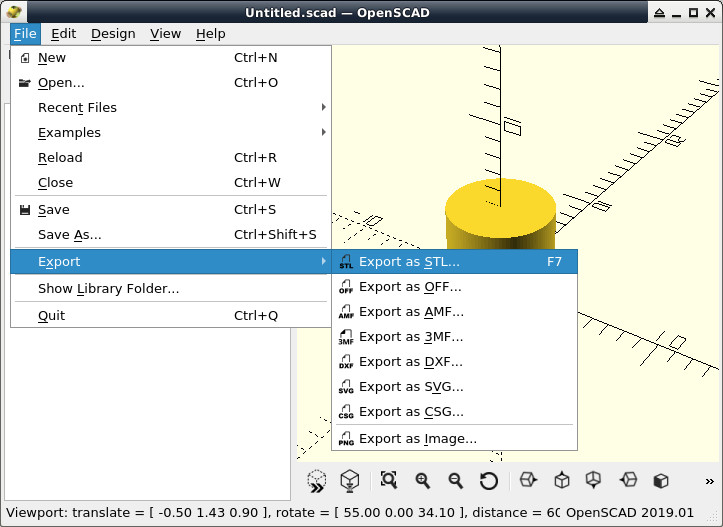 Untitled.scad — OpenSCAD
File Edit Design View Help
New Ctrl+N
Open... Ctrl+O
Recent Files
Examples
Reload Ctrl+R
Close Ctrl+W
Save Ctrl+S
Save As... Ctrl+Shift+S
Export
Show Library Folder...
Quit Ctrl+Q
STL Export as STL... F7
OFF Export as OFF...
AMF Export as AMF...
3MF Export as 3MF...
DXF Export as DXF...
SVG Export as SVG...
CSG Export as CSG...
PNG Export as Image...
Viewport: translate = [ -0.50 1.43 0.90 ], rotate = [ 55.00 0.00 34.10 ], distance = 60 OpenSCAD 2019.01